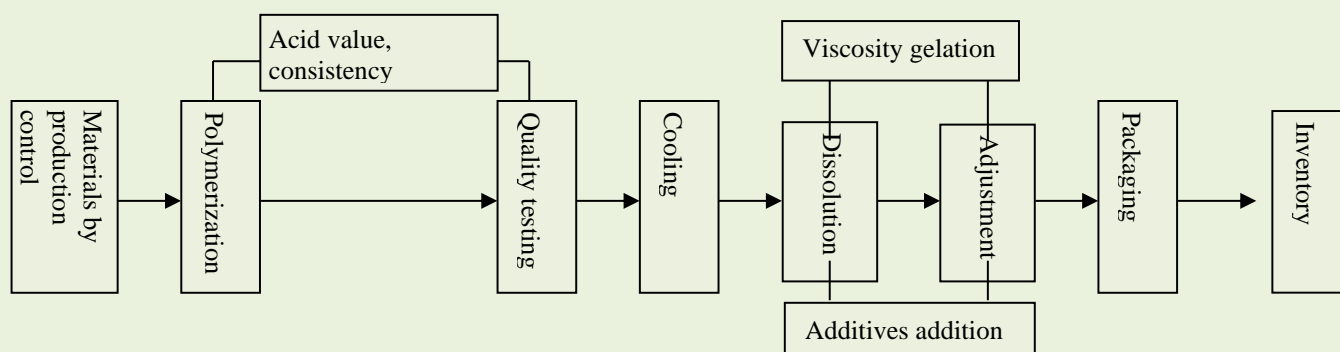 Acid value,
consistency
Viscosity gelation
Materials by
production
control
Polymerization
Quality testing
Cooling
Dissolution
Adjustment
Packaging
Inventory
Additives addition